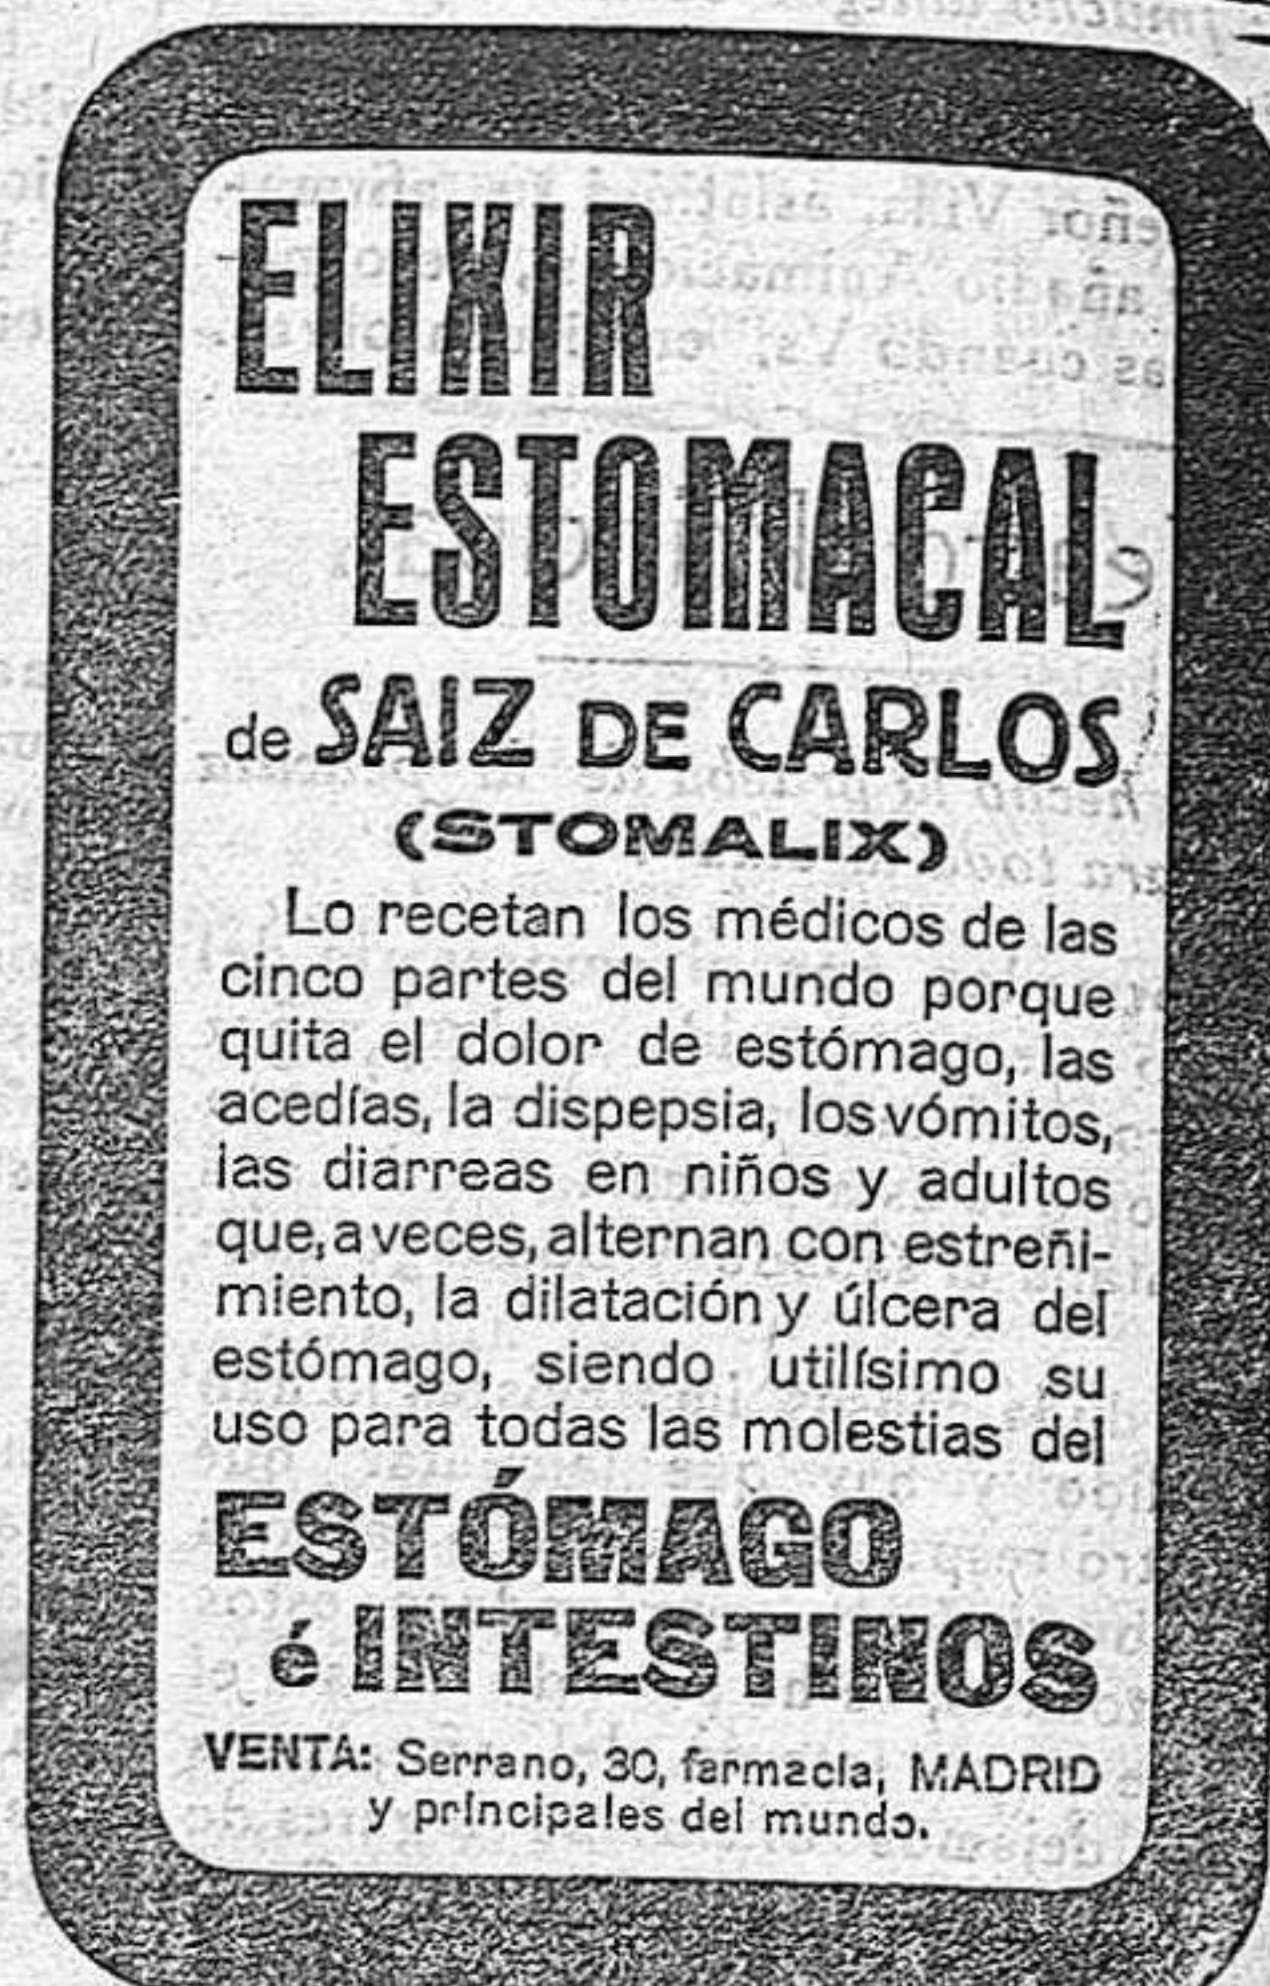 ELIXIR
ESTOMACAL
de SAIZ DE CARLOS
(STOMALIX)
Lo recetan los médicos de las
cinco partes del mundo porque
quita el dolor de estómago, las
acedías, la dispepsia, los vómitos,
las diarreas en niños y adultos
que, a veces, alternan con estreñi-
miento, la dilatación y úlcera del
estómago, siendo utilísimo su
uso para todas las molestias del
ESTÓMAGO
é INTESTINOS
VENTA: Serrano, 30, farmacia, MADRID
y principales del mundo.